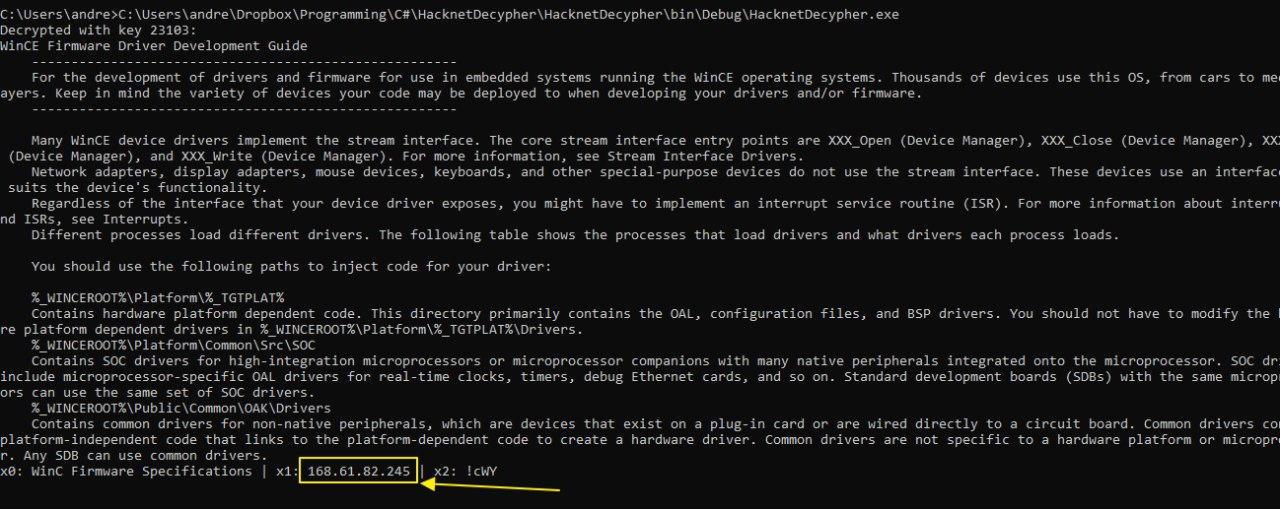 C:\Users\andre>C:\Users\andre\Dropbox\Programming\C#\HacknetDecypher\HacknetDecypher\bin\Debug\HacknetDecypher.exe
Decrypted with key 23103:
WinCE Firmware Driver Development Guide
---------------------------------------------------
For the development of drivers and firmware for use in embedded systems running the WinCE operating systems. Thousands of devices use this OS, from cars to
ayers. Keep in mind the variety of devices your code may be deployed to when developing your drivers and/or firmware.
---------------------------------------------------
Many WinCE device drivers implement the stream interface. The core stream interface entry points are XXX_Open (Device Manager), XXX_Close (Device Manager),
(Device Manager), and XXX_Write (Device Manager). For more information, see Stream Interface Drivers.
Network adapters, display adapters, mouse devices, keyboards, and other special-purpose devices do not use the stream interface. These devices use an interfac
suits the device's functionality.
Regardless of the interface that your device driver exposes, you might have to implement an interrupt service routine (ISR). For more information about interr
nd ISRs, see Interrupts.
Different processes load different drivers. The following table shows the processes that load drivers and what drivers each process loads.
You should use the following paths to inject code for your driver:
%_WINCEROOT%\Platform\%_TGTPLAT%
Contains hardware platform dependent code. This directory primarily contains the OAL, configuration files, and BSP drivers. You should not have to modify the
re platform dependent drivers in %_WINCEROOT%\Platform\%_TGTPLAT%\Drivers.
%_WINCEROOT%\Platform\Common\Src\SOC
Contains SOC drivers for high-integration microprocessors or microprocessor companions with many native peripherals integrated onto the microprocessor. SOC dr
include microprocessor-specific OAL drivers for real-time clocks, timers, debug Ethernet cards, and so on. Standard development boards (SDBs) with the same microp
ors can use the same set of SOC drivers.
%_WINCEROOT%\Public\Common\OAK\Drivers
Contains common drivers for non-native peripherals, which are devices that exist on a plug-in card or are wired directly to a circuit board. Common drivers co
platform-independent code that links to the platform-dependent code to create a hardware driver. Common drivers are not specific to a hardware platform or micropr
r. Any SDB can use common drivers.
x0: WinC Firmware Specifications | x1: 168.61.82.245 | x2: !cWY